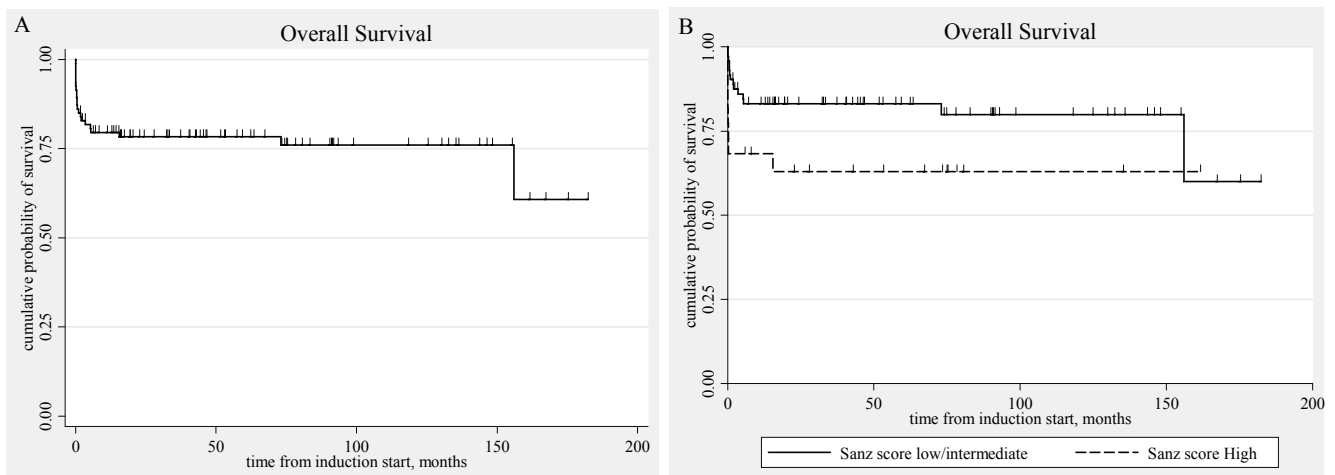 A
Overall Survival
cumulative probability of survival
1.00
0.75
0.50
0.25
0.00
0
50
100
150
200
time from induction start, months
B
Overall Survival
cumulative probability of survival
1.00
0.75
0.50
0.25
0.00
0
50
100
150
200
time from induction start, months
Sanz score low/intermediate
Sanz score High